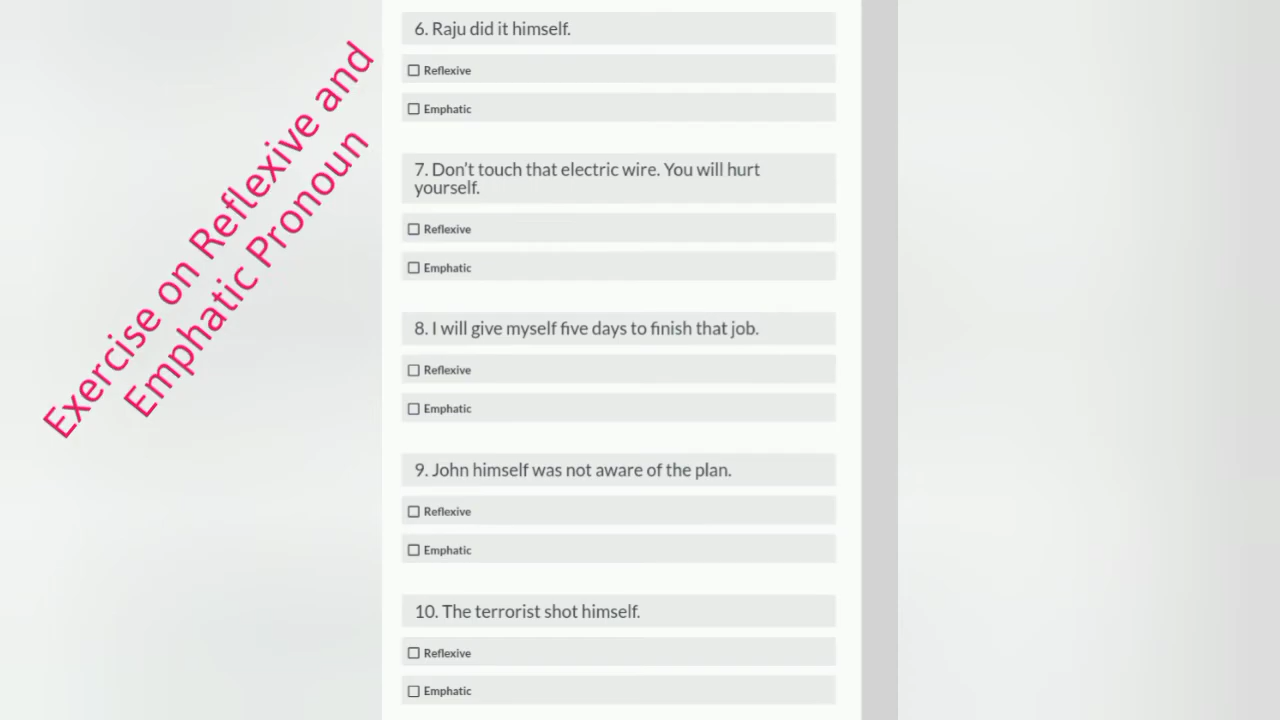 Exercise on Reflexive and
Emphatic Pronoun
6. Raju did it himself.
Reflexive
Emphatic
7. Don’t touch that electric wire. You will hurt
yourself.
Reflexive
Emphatic
8. I will give myself five days to finish that job.
Reflexive
Emphatic
9. John himself was not aware of the plan.
Reflexive
Emphatic
10. The terrorist shot himself.
Reflexive
Emphatic